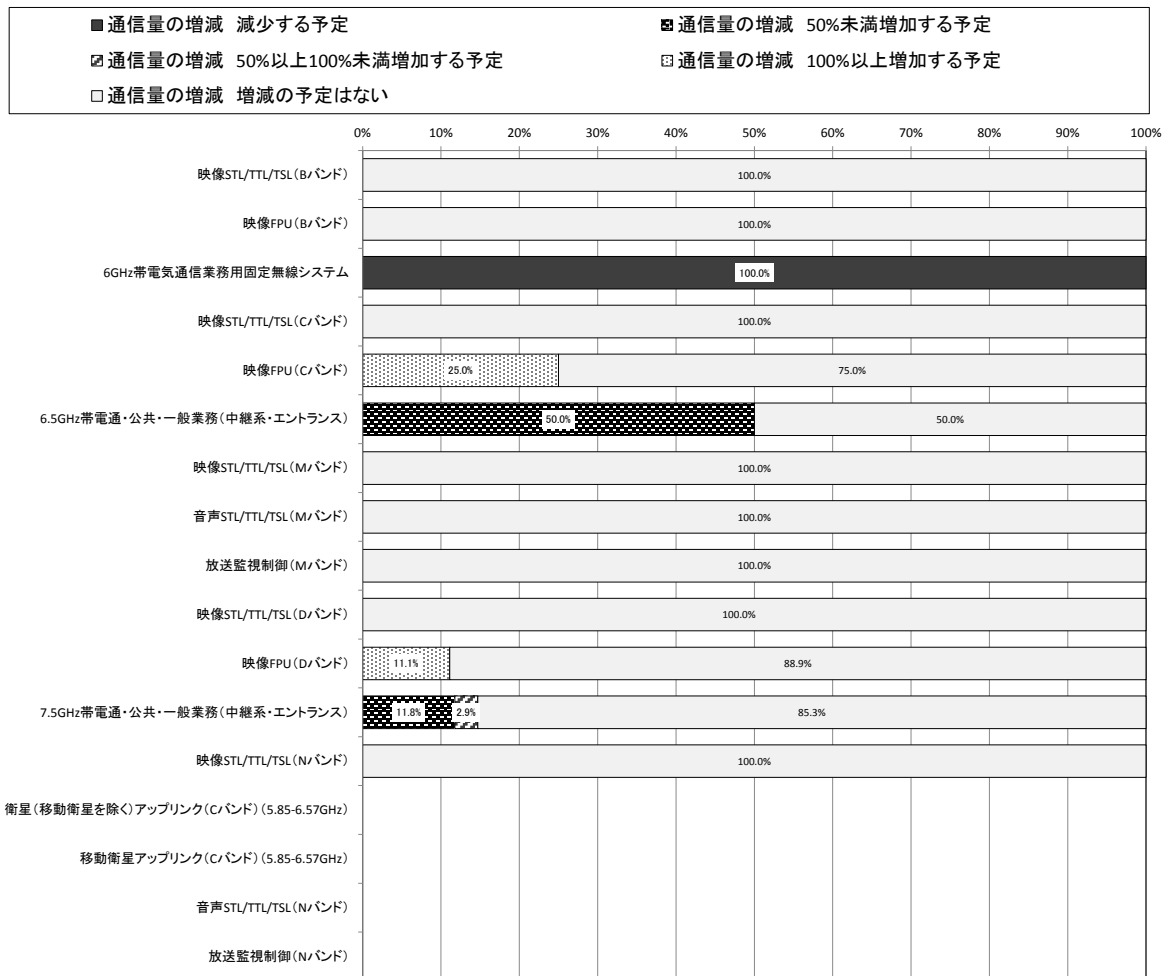 通信量の増減 減少する予定
通信量の増減 50%未満増加する予定
通信量の増減 50%以上100%未満増加する予定
通信量の増減 100%以上増加する予定
通信量の増減 増減の予定はない
0% 10% 20% 30% 40% 50% 60% 70% 80% 90% 100%
映像STL/TTL/TSL(Bバンド) 100.0%
映像FPU(Bバンド) 100.0%
6GHz帯電気通信業務用固定無線システム 100.0%
映像STL/TTL/TSL(Cバンド) 100.0%
映像FPU(Cバンド) 25.0% 75.0%
6.5GHz帯電通・公共・一般業務(中継系・エントランス) 50.0% 50.0%
映像STL/TTL/TSL(Mバンド) 100.0%
音声STL/TTL/TSL(Mバンド) 100.0%
放送監視制御(Mバンド) 100.0%
映像STL/TTL/TSL(Dバンド) 100.0%
映像FPU(Dバンド) 11.1% 88.9%
7.5GHz帯電通・公共・一般業務(中継系・エントランス) 11.8% 2.9% 85.3%
映像STL/TTL/TSL(Nバンド) 100.0%
衛星(移動衛星を除く)アップリンク(Cバンド)(5.85-6.57GHz)
移動衛星アップリンク(Cバンド)(5.85-6.57GHz)
音声STL/TTL/TSL(Nバンド)
放送監視制御(Nバンド)